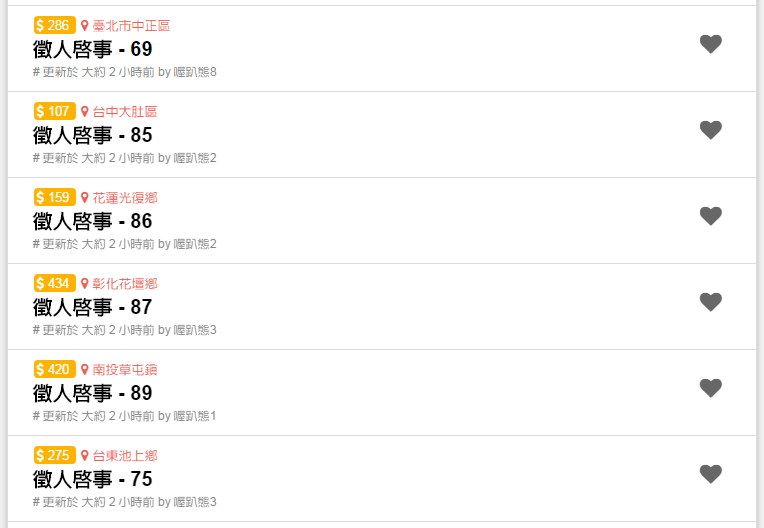 $ 286 臺北市中正區
徵人啓事 - 69
# 更新於 大約 2 小時前 by 喔趴態8
$ 107 台中大肚區
徵人啓事 - 85
# 更新於 大約 2 小時前 by 喔趴態2
$ 159 花蓮光復鄉
徵人啓事 - 86
# 更新於 大約 2 小時前 by 喔趴態2
$ 434 彰化花壇鄉
徵人啓事 - 87
# 更新於 大約 2 小時前 by 喔趴態3
$ 420 南投草屯鎮
徵人啓事 - 89
# 更新於 大約 2 小時前 by 喔趴態1
$ 275 台東池上鄉
徵人啓事 - 75
# 更新於 大約 2 小時前 by 喔趴態3